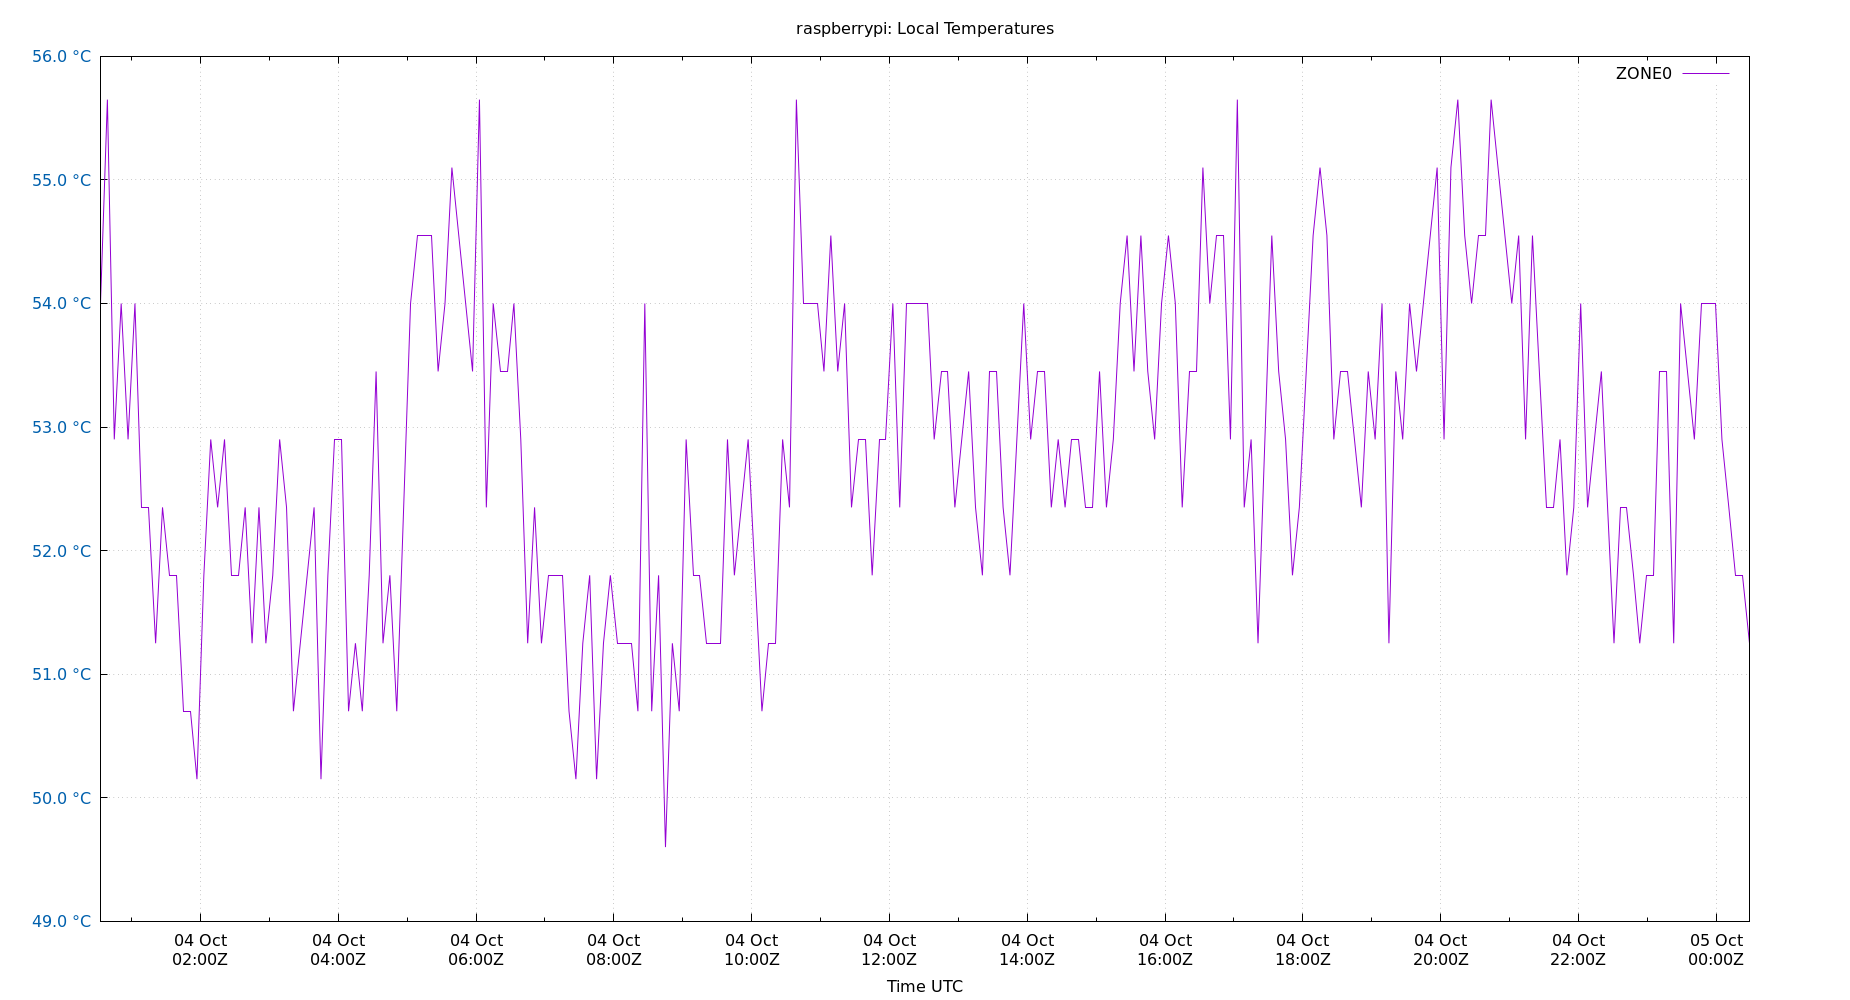 raspberrypi: Local Temperatures
56.0 °C
ZONE0
55.0 °C
54.0 °C
53.0 °C
52.0 °C
51.0 °C
50.0 °C
49.0 °C
04 Oct 04 Oct 04 Oct 04 Oct 04 Oct 04 Oct 04 Oct 04 Oct 04 Oct 04 Oct 04 Oct 05 Oct
02:00Z 04:00Z 06:00Z 08:00Z 10:00Z 12:00Z 14:00Z 16:00Z 18:00Z 20:00Z 22:00Z 00:00Z
Time UTC